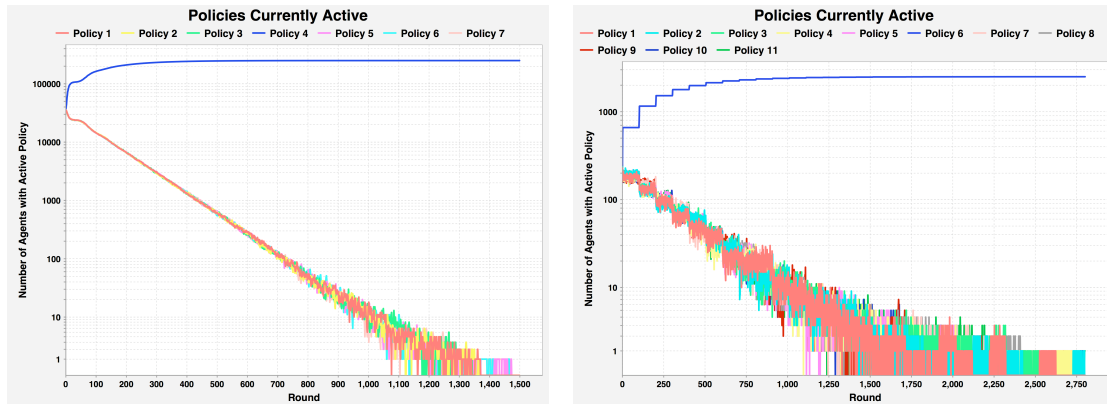 Policies Currently Active
Policy 1 Policy 2 Policy 3 Policy 4 Policy 5 Policy 6 Policy 7
Number of Agents with Active Policy
100000
10000
1000
100
10
1
0 100 200 300 400 500 600 700 800 900 1,000 1,100 1,200 1,300 1,400 1,500
Round
Policies Currently Active
Policy 1 Policy 2 Policy 3 Policy 4 Policy 5 Policy 6 Policy 7 Policy 8
Policy 9 Policy 10 Policy 11
Number of Agents with Active Policy
1000
100
10
1
0 250 500 750 1,000 1,250 1,500 1,750 2,000 2,250 2,500 2,750
Round